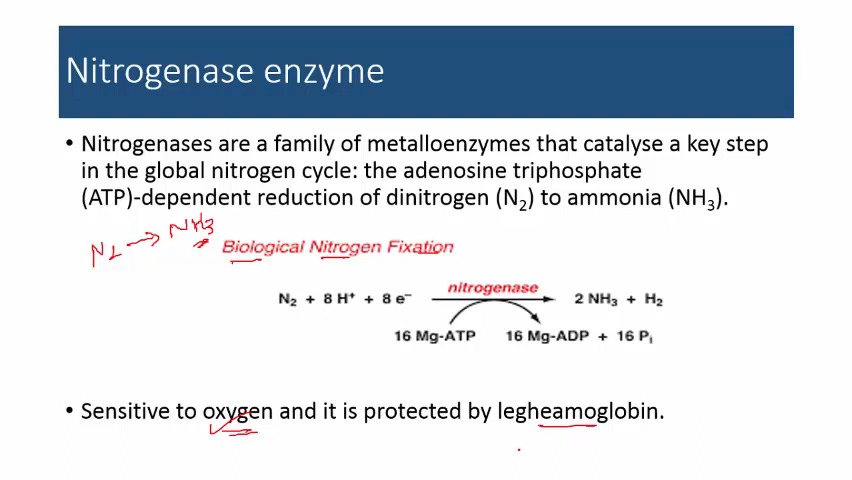 Nitrogenase enzyme
• Nitrogenases are a family of metalloenzymes that catalyse a key step
in the global nitrogen cycle: the adenosine triphosphate
(ATP)-dependent reduction of dinitrogen (N₂) to ammonia (NH₃).
N₂ → NH₃
Biological Nitrogen Fixation
nitrogenase
N₂ + 8 H⁺ + 8 e⁻ → 2 NH₃ + H₂
16 Mg-ATP 16 Mg-ADP + 16 Pᵢ
• Sensitive to oxygen and it is protected by legheamoglobin.